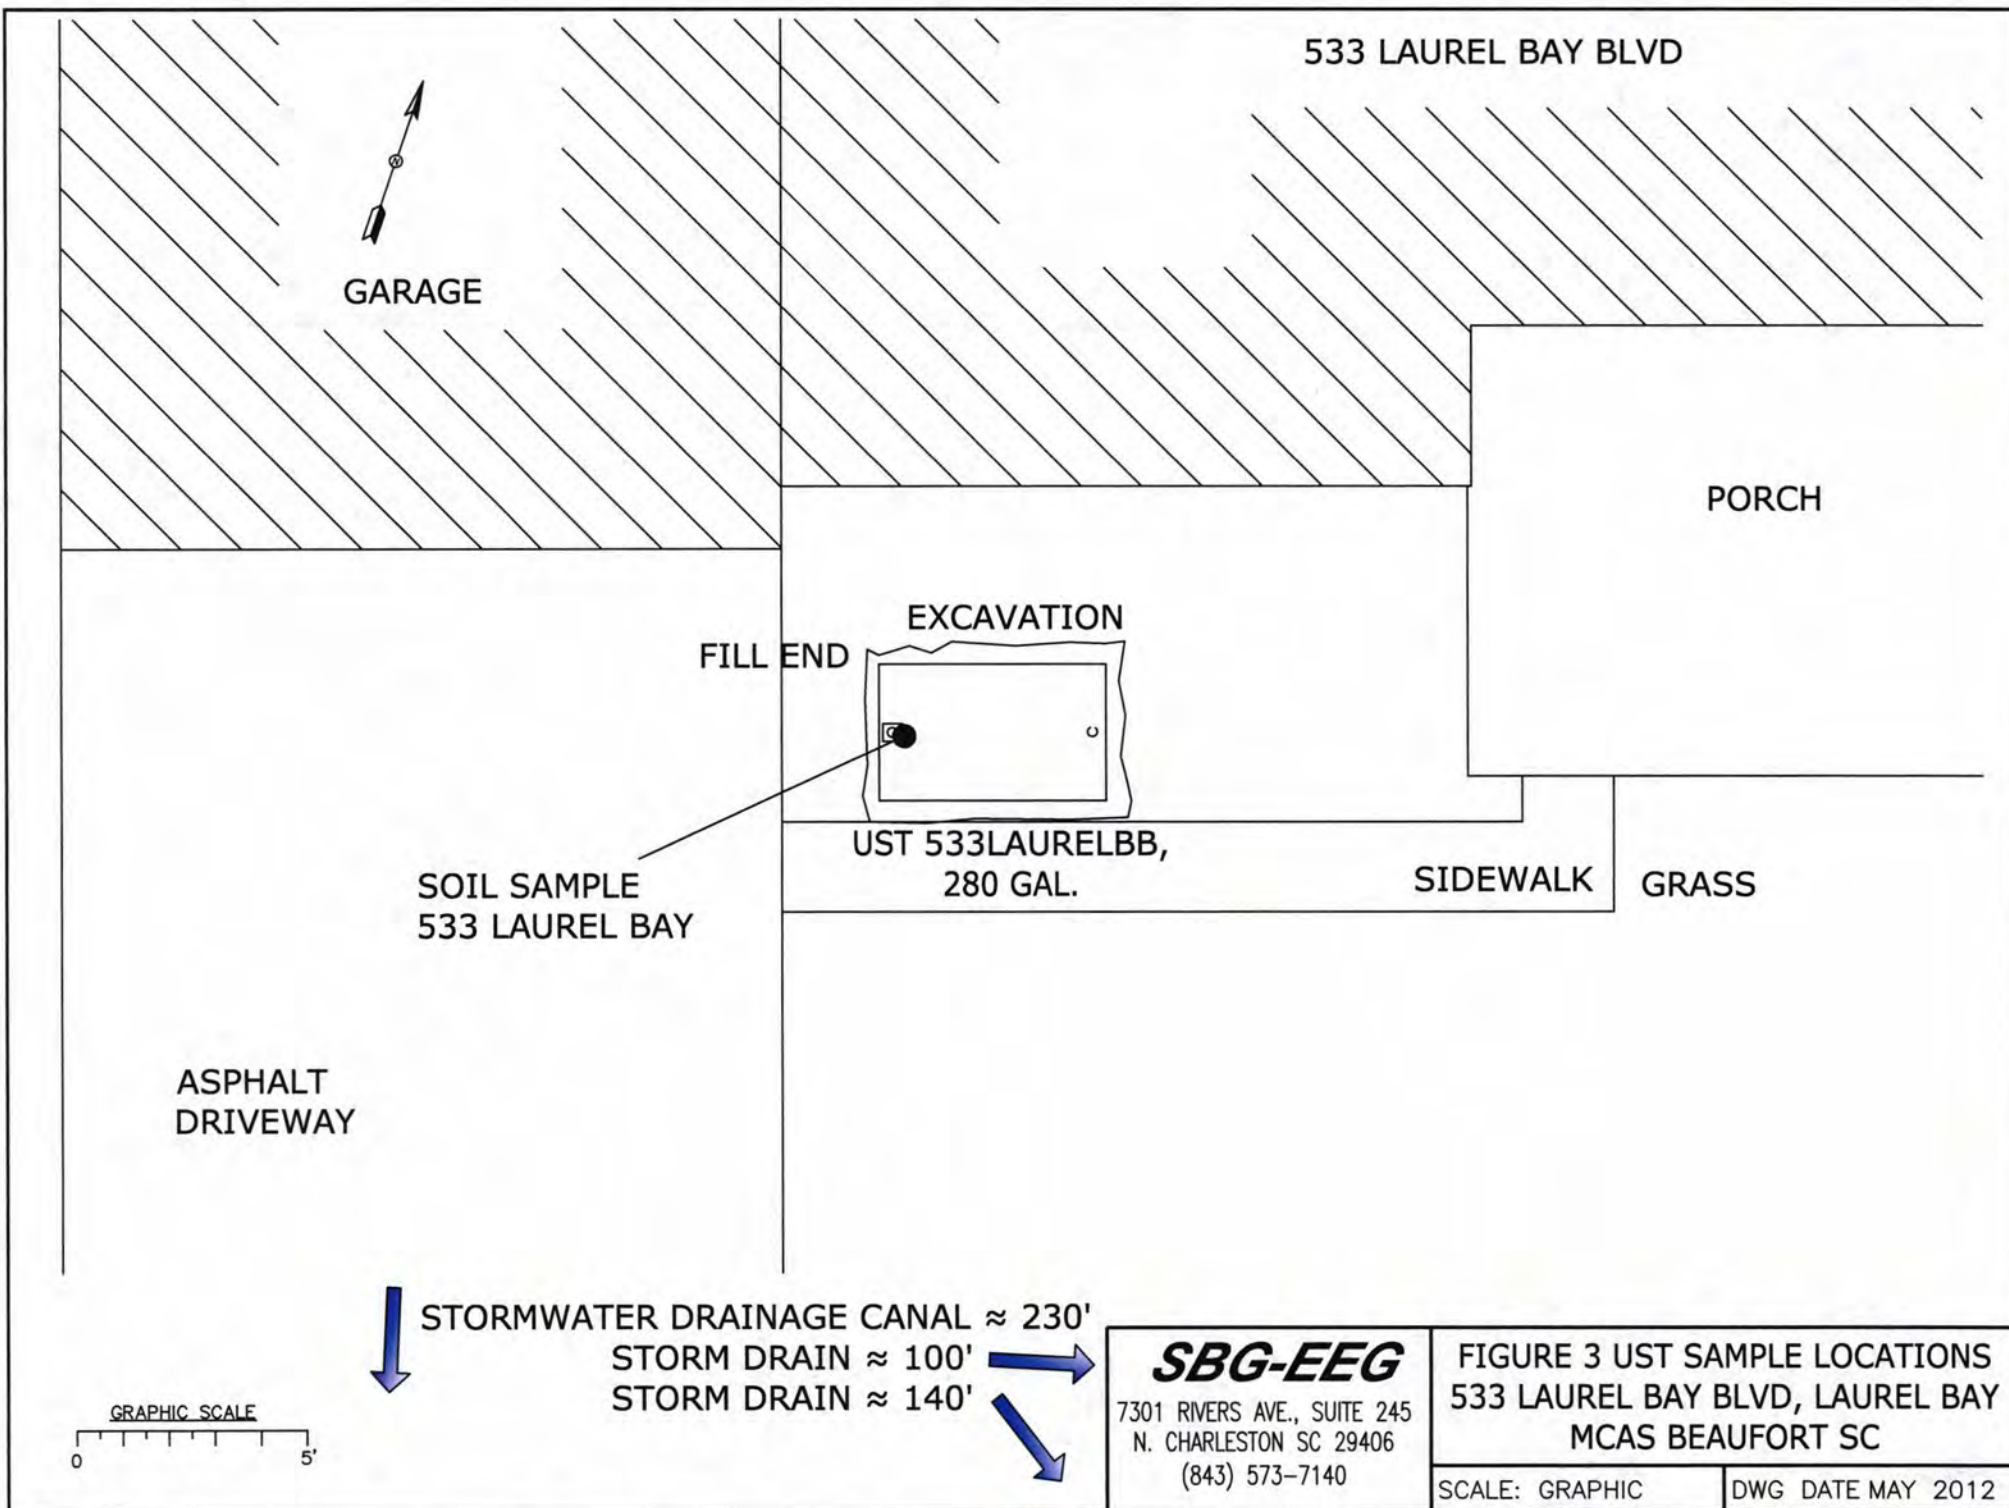 533 LAUREL BAY BLVD
N
GARAGE
PORCH
EXCAVATION
FILL END
C
UST 533LAURELBB,
280 GAL.
SIDEWALK
GRASS
SOIL SAMPLE
533 LAUREL BAY
ASPHALT
DRIVEWAY
STORMWATER DRAINAGE CANAL ≈ 230'
STORM DRAIN ≈ 100'
STORM DRAIN ≈ 140'
GRAPHIC SCALE
0 5'
SBG-EEG
7301 RIVERS AVE., SUITE 245
N. CHARLESTON SC 29406
(843) 573-7140
FIGURE 3 UST SAMPLE LOCATIONS
533 LAUREL BAY BLVD, LAUREL BAY
MCAS BEAUFORT SC
SCALE: GRAPHIC
DWG DATE MAY 2012